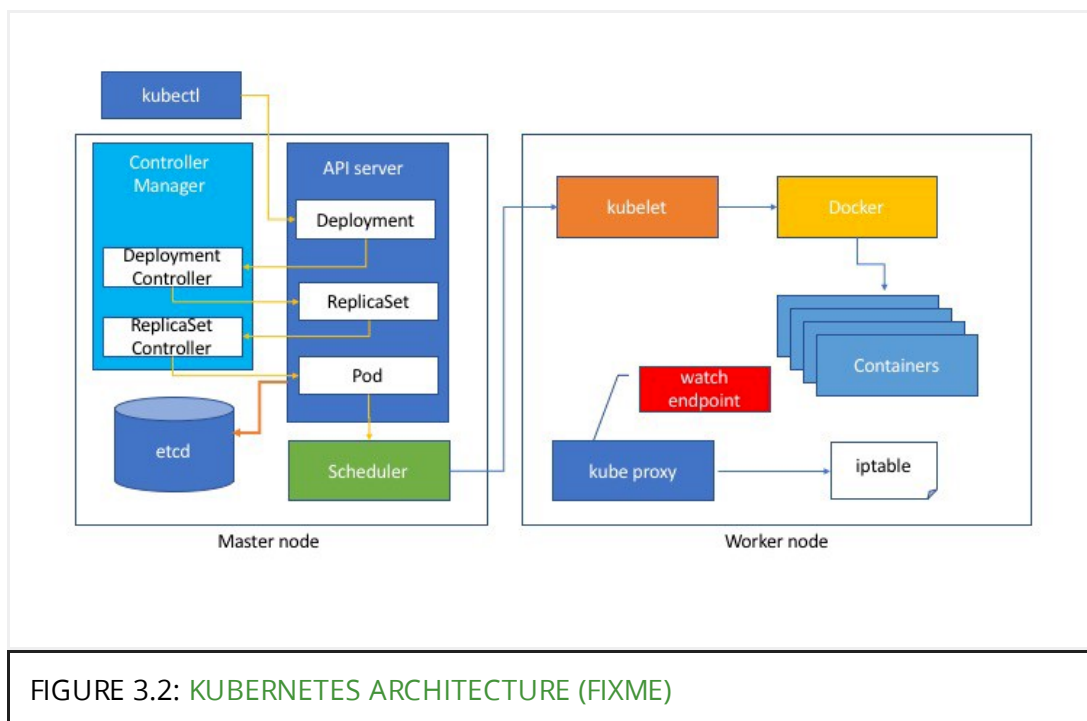 kubectl
Controller
Manager
API server
Deployment
Deployment
Controller
ReplicaSet
ReplicaSet
Controller
Pod
etcd
Scheduler
Master node
kubelet
Docker
Containers
watch
endpoint
kube proxy
iptable
Worker node
FIGURE 3.2: KUBERNETES ARCHITECTURE (FIXME)